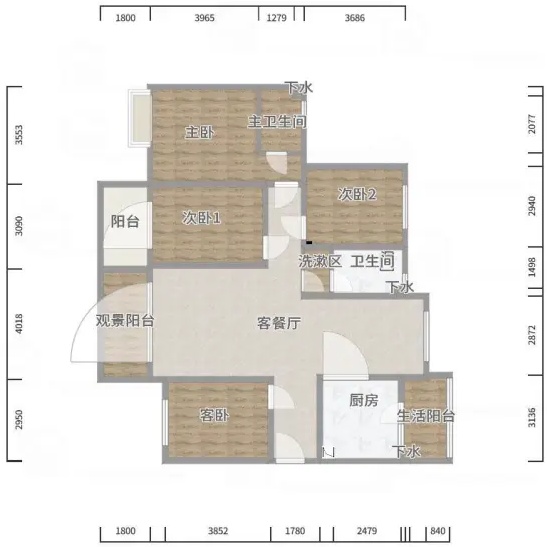 1800 3965 1279 3686
下水
主卫生间
主卧
次卧2
次卧1
阳台
洗漱区 卫生间
下水
观景阳台
客餐厅
厨房
客卧
生活阳台
下水
3553
3090
4018
2950
2077
2940
1498
2872
3136
1800 3852 1780 2479 840